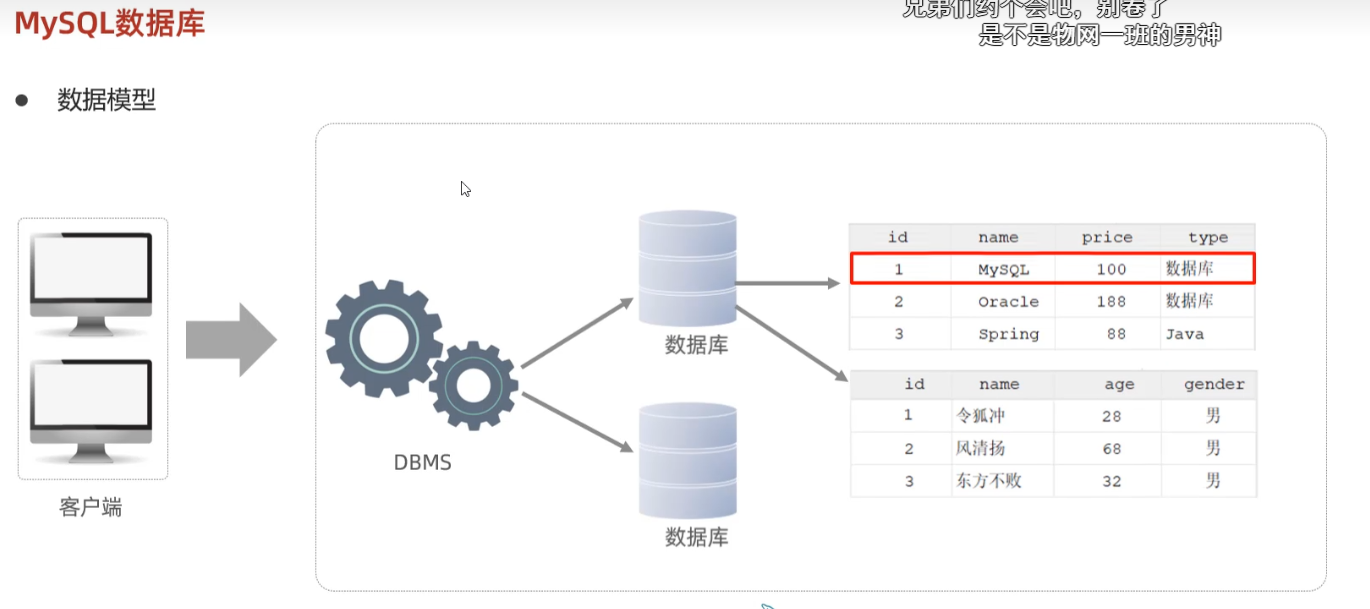 兄弟们约个会吧，别卷了
MySQL数据库
是不是物网一班的男神
● 数据模型
id name price type
1 MySQL 100 数据库
2 Oracle 188 数据库
3 Spring 88 Java
数据库
id name age gender
1 令狐冲 28 男
2 风清扬 68 男
3 东方不败 32 男
DBMS
客户端
数据库